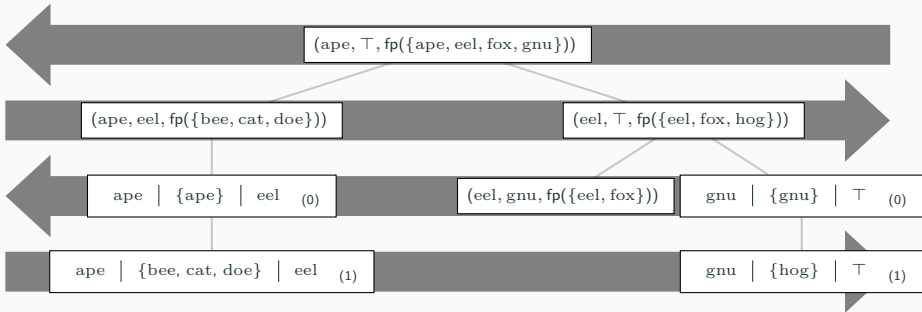 (ape, ⊤, fp({ape, eel, fox, gnu}))
(ape, eel, fp({bee, cat, doe}))
(eel, ⊤, fp({eel, fox, hog}))
ape | {ape} | eel (0)
(eel, gnu, fp({eel, fox}))
gnu | {gnu} | ⊤ (0)
ape | {bee, cat, doe} | eel (1)
gnu | {hog} | ⊤ (1)